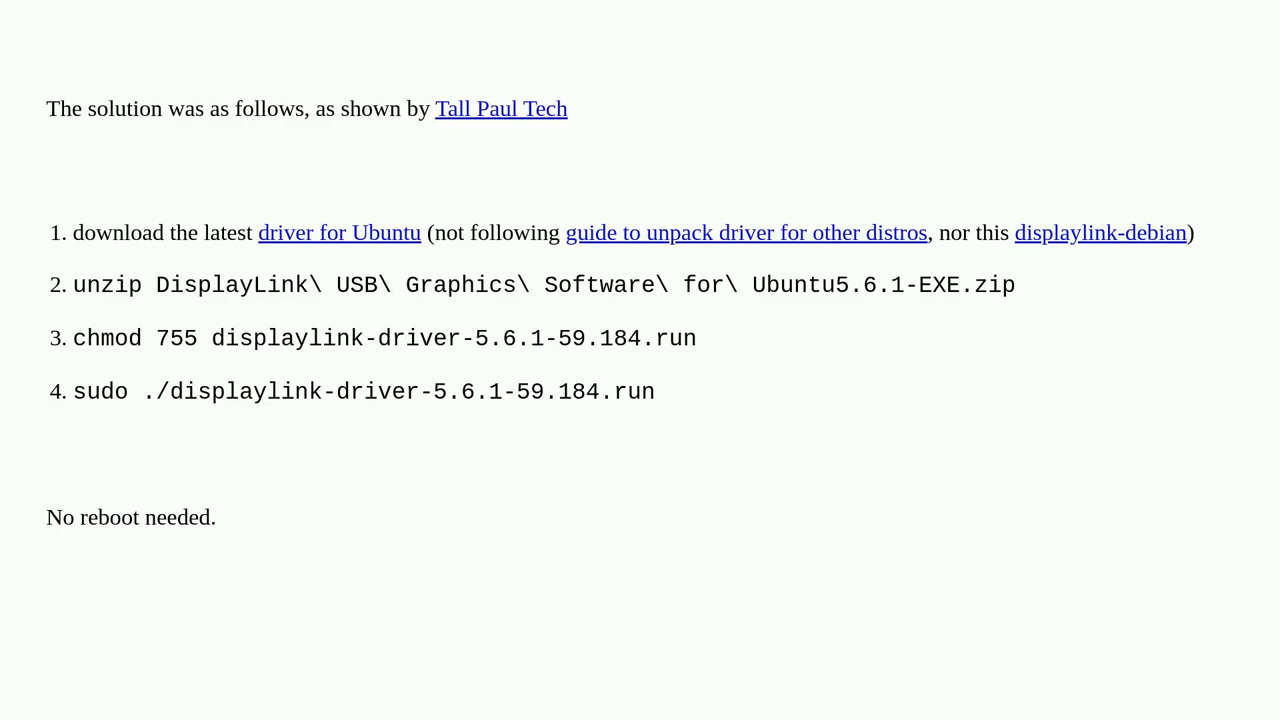 The solution was as follows, as shown by Tall Paul Tech
1. download the latest driver for Ubuntu (not following guide to unpack driver for other distros, nor this displaylink-debian)
2. unzip DisplayLink\ USB\ Graphics\ Software\ for\ Ubuntu5.6.1-EXE.zip
3. chmod 755 displaylink-driver-5.6.1-59.184.run
4. sudo ./displaylink-driver-5.6.1-59.184.run
No reboot needed.